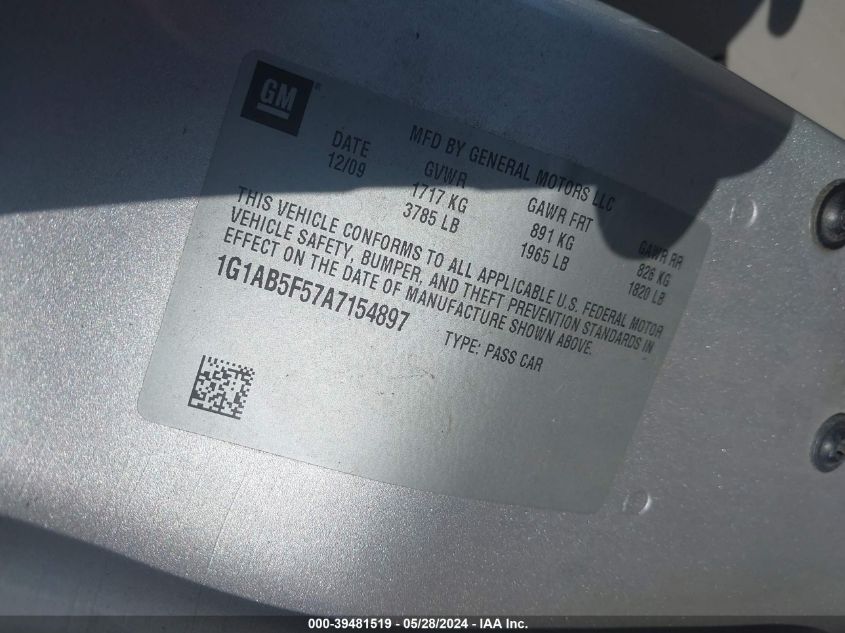 GM
MFD BY GENERAL MOTORS LLC
DATE GVWR GAWR FRT GAWR RR
12/09 1717 KG 891 KG 826 KG
3785 LB 1965 LB 1820 LB
THIS VEHICLE CONFORMS TO ALL APPLICABLE U.S. FEDERAL MOTOR
VEHICLE SAFETY, BUMPER, AND THEFT PREVENTION STANDARDS IN
EFFECT ON THE DATE OF MANUFACTURE SHOWN ABOVE.
1G1AB5F57A7154897 TYPE: PASS CAR
000-39481519 - 05/28/2024 - IAA Inc.